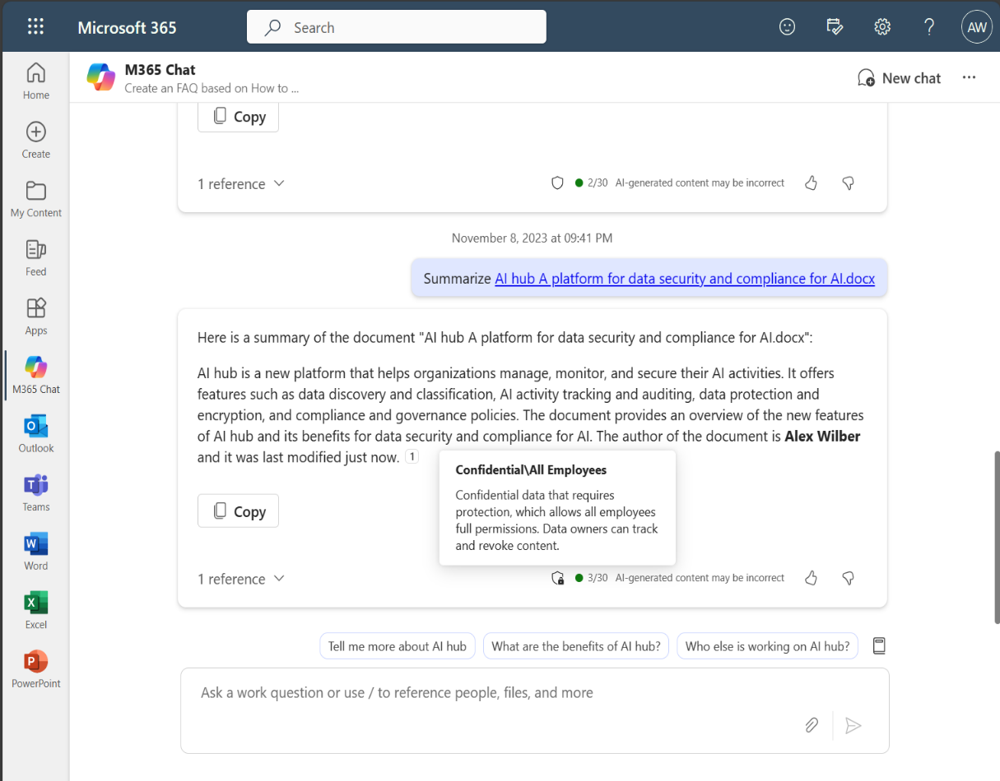 Microsoft 365
Search
AW
Home
Create
My Content
Feed
Apps
M365 Chat
Outlook
Teams
Word
Excel
PowerPoint
M365 Chat
Create an FAQ based on How to ...
New chat
Copy
1 reference
2/30 AI-generated content may be incorrect
November 8, 2023 at 09:41 PM
Summarize AI hub A platform for data security and compliance for AI.docx
Here is a summary of the document "AI hub A platform for data security and compliance for AI.docx":
AI hub is a new platform that helps organizations manage, monitor, and secure their AI activities. It offers
features such as data discovery and classification, AI activity tracking and auditing, data protection and
encryption, and compliance and governance policies. The document provides an overview of the new features
of AI hub and its benefits for data security and compliance for AI. The author of the document is Alex Wilber
and it was last modified just now. 1
Confidential\All Employees
Confidential data that requires
protection, which allows all employees
full permissions. Data owners can track
and revoke content.
Copy
1 reference
3/30 AI-generated content may be incorrect
Tell me more about AI hub
What are the benefits of AI hub?
Who else is working on AI hub?
Ask a work question or use / to reference people, files, and more